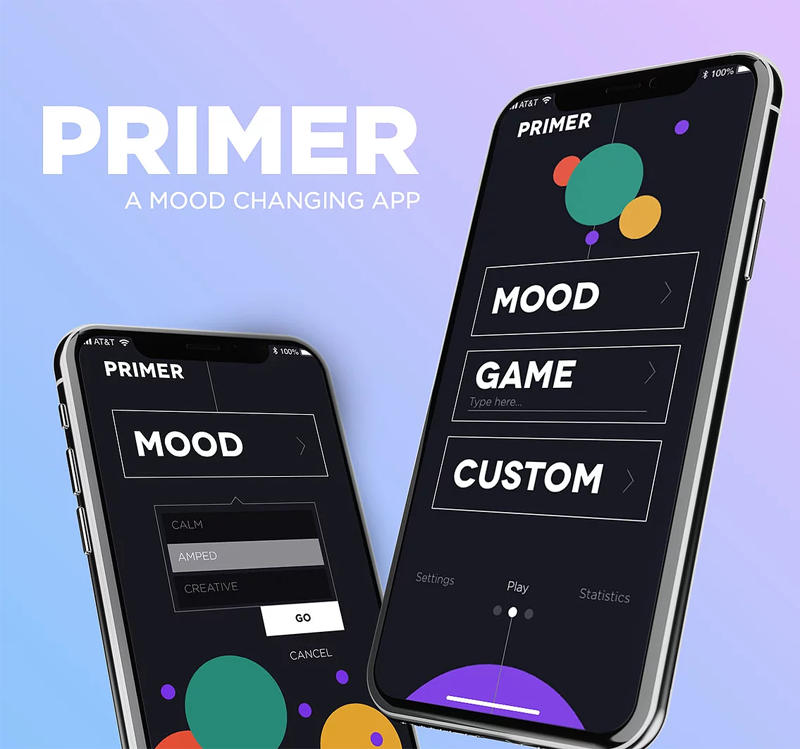 PRIMER
A MOOD CHANGING APP
AT&T
100%
PRIMER
MOOD
GAME
Type here...
CUSTOM
Settings
Play
Statistics
AT&T
100%
PRIMER
MOOD
CALM
AMPED
CREATIVE
GO
CANCEL